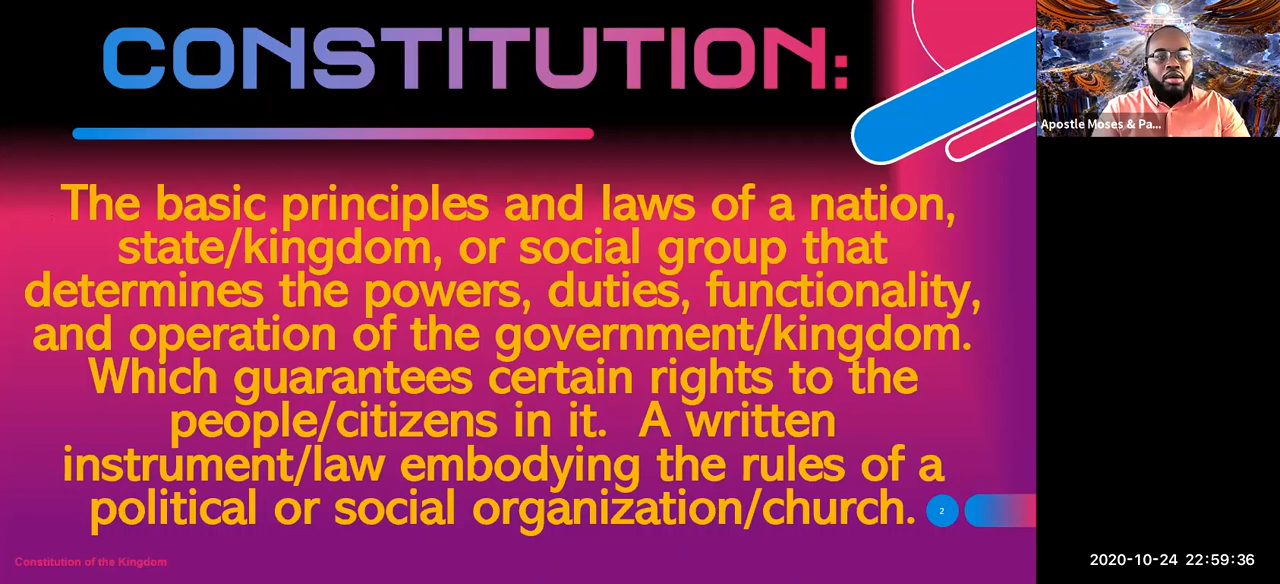 CONSTITUTION:
The basic principles and laws of a nation,
state/kingdom, or social group that
determines the powers, duties, functionality,
and operation of the government/kingdom.
Which guarantees certain rights to the
people/citizens in it.  A written
instrument/law embodying the rules of a
political or social organization/church.
2
Constitution of the Kingdom
Apostle Moses & Pa...
2020-10-24 22:59:36